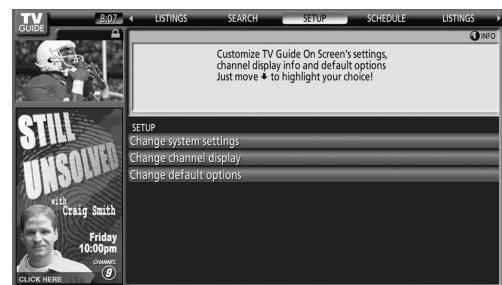 TV
GUIDE
8:07
LISTINGS
SEARCH
SETUP
SCHEDULE
LISTINGS
INFO
Customize TV Guide On Screen's settings,
channel display info and default options
Just move to highlight your choice!
SETUP
Change system settings
Change channel display
Change default options
STILL
UNSOLVED
with
Craig Smith
Friday
10:00pm
CHANNEL
9
CLICK HERE